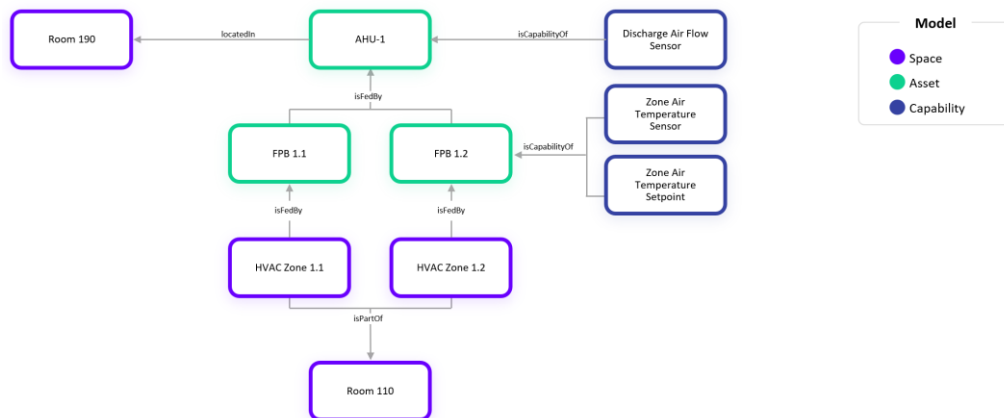 Room 190
locatedIn
AHU-1
isCapabilityOf
Discharge Air Flow
Sensor
Model
Space
Asset
Capability
isFedBy
Zone Air
Temperature
Sensor
FPB 1.1
FPB 1.2
isCapabilityOf
Zone Air
Temperature
Setpoint
isFedBy
isFedBy
HVAC Zone 1.1
HVAC Zone 1.2
isPartOf
Room 110